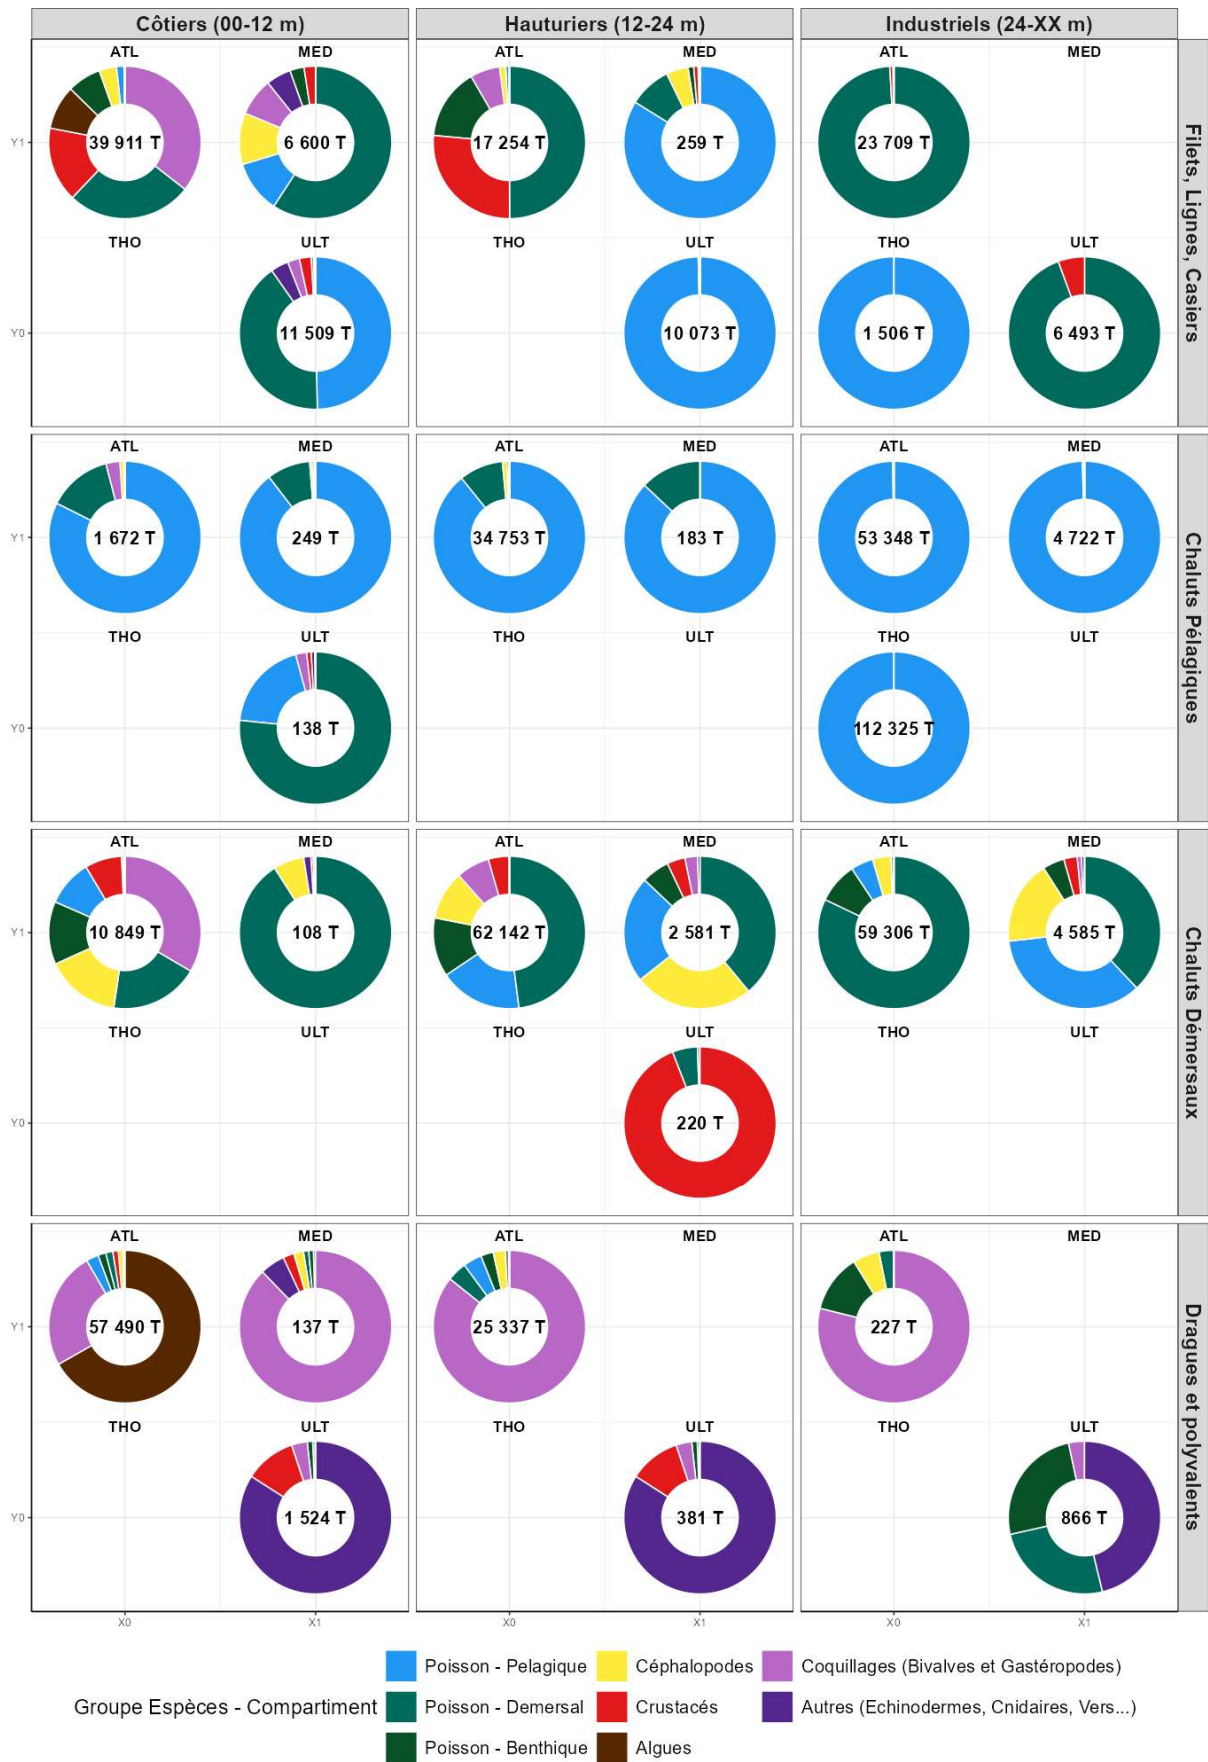 Côtiers (00-12 m) Hauturiers (12-24 m) Industriels (24-XX m)
ATL MED ATL MED ATL MED
Y1 39 911 T 6 600 T 17 254 T 259 T 23 709 T
THO ULT THO ULT THO ULT
Y0 11 509 T 10 073 T 1 506 T 6 493 T
Filets, Lignes, Casiers
ATL MED ATL MED ATL MED
Y1 1 672 T 249 T 34 753 T 183 T 53 348 T 4 722 T
THO ULT THO ULT THO ULT
Y0 138 T 112 325 T
Chaluts Pélagiques
ATL MED ATL MED ATL MED
Y1 10 849 T 108 T 62 142 T 2 581 T 59 306 T 4 585 T
THO ULT THO ULT THO ULT
Y0 220 T
Chaluts Démersaux
ATL MED ATL MED ATL MED
Y1 57 490 T 137 T 25 337 T 227 T
THO ULT THO ULT THO ULT
Y0 1 524 T 381 T 866 T
Dragues et polyvalents
X0 X1 X0 X1 X0 X1
Groupe Espèces - Compartiment
Poisson - Pelagique Céphalopodes Coquillages (Bivalves et Gastéropodes)
Poisson - Demersal Crustacés Autres (Echinodermes, Cnidaires, Vers...)
Poisson - Benthique Algues